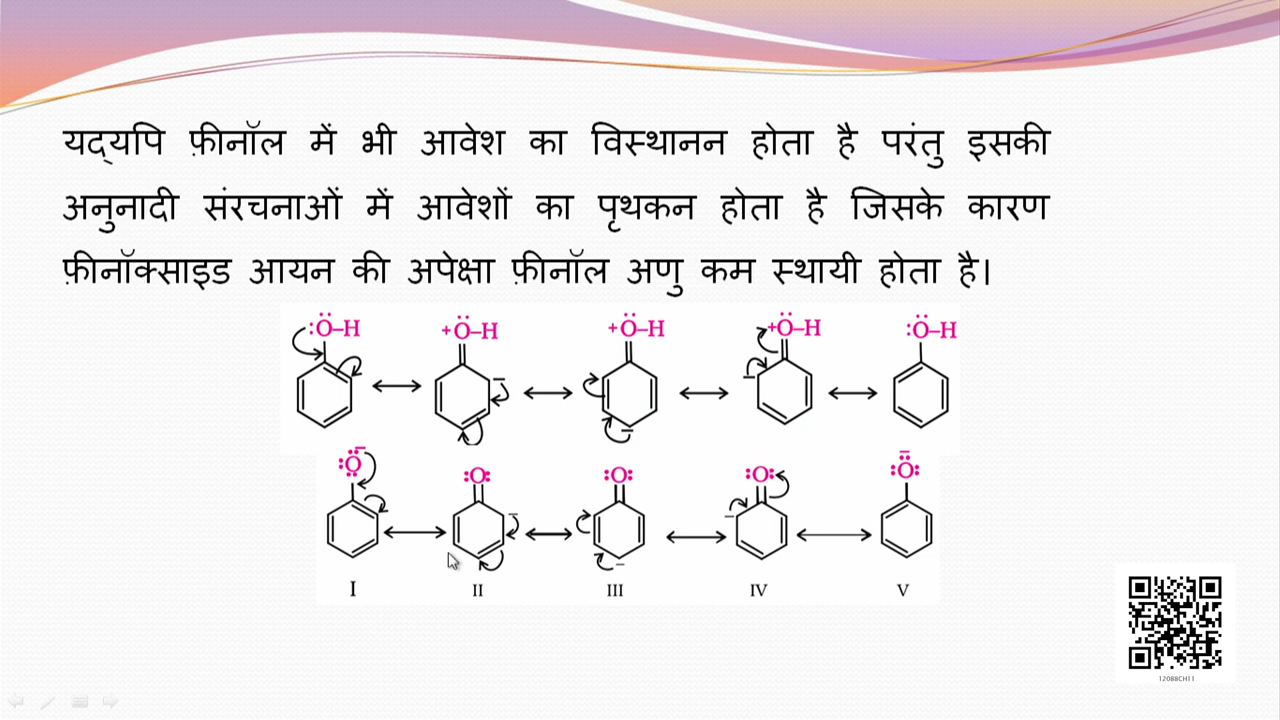 यद्यपि फ़ीनॉल में भी आवेश का विस्थानन होता है परंतु इसकी
अनुनादी संरचनाओं में आवेशों का पृथकन होता है जिसके कारण
फ़ीनॉक्साइड आयन की अपेक्षा फ़ीनॉल अणु कम स्थायी होता है।
:Ö–H +Ö–H +Ö–H +Ö–H :Ö–H
:O: :O: :O: :O: :O:
I II III IV V
12088CH11